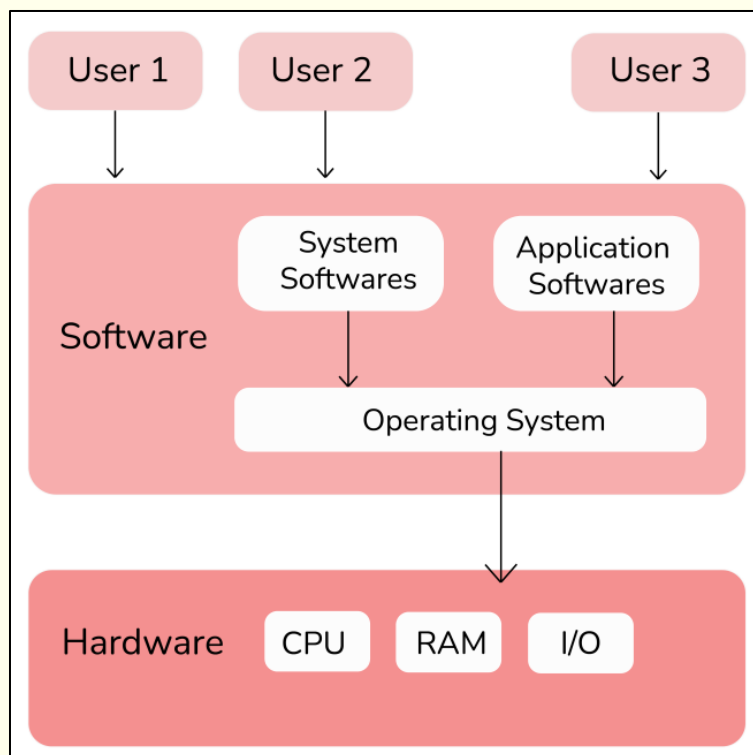 User 1
User 2
User 3
System
Softwares
Application
Softwares
Software
Operating System
Hardware
CPU
RAM
I/O